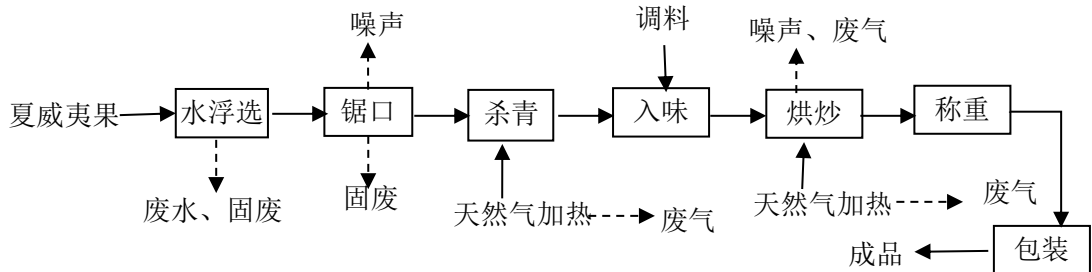 噪声
调料
噪声、废气
夏威夷果
水浮选
锯口
杀青
入味
烘炒
称重
废水、固废
固废
天然气加热
废气
天然气加热
废气
成品
包装